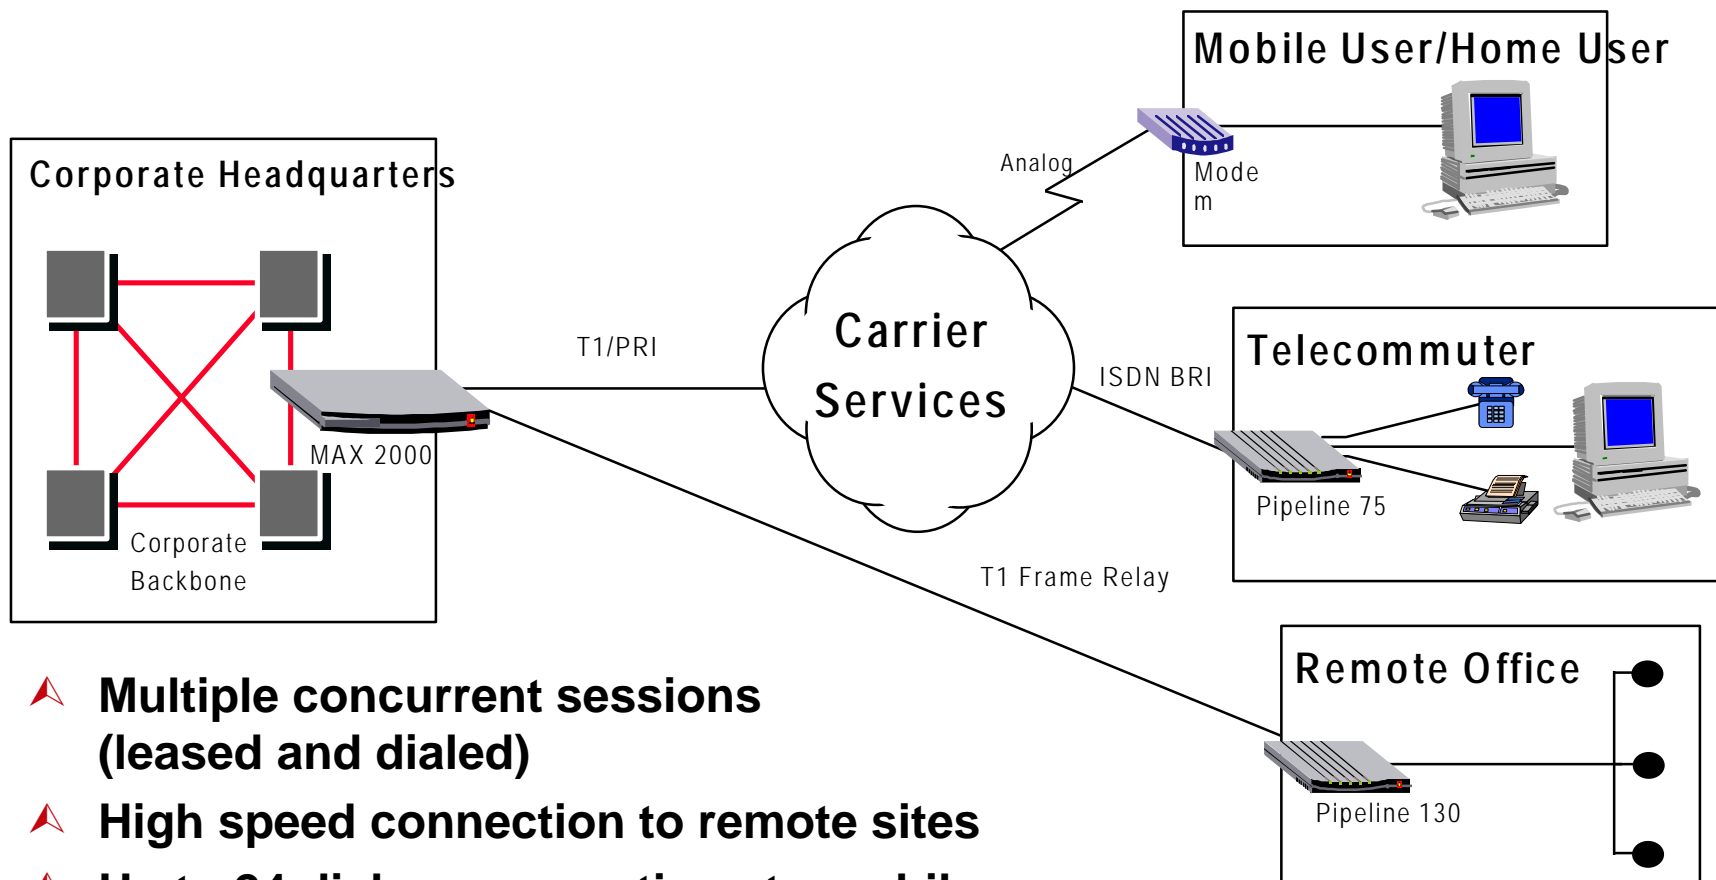 Mobile User/Home User
Corporate Headquarters
Analog
Mode
m
Carrier
Services
T1/PRI
ISDN BRI
Telecommuter
MAX 2000
Pipeline 75
Corporate
Backbone
T1 Frame Relay
Remote Office
Pipeline 130
Multiple concurrent sessions
(leased and dialed)
High speed connection to remote sites